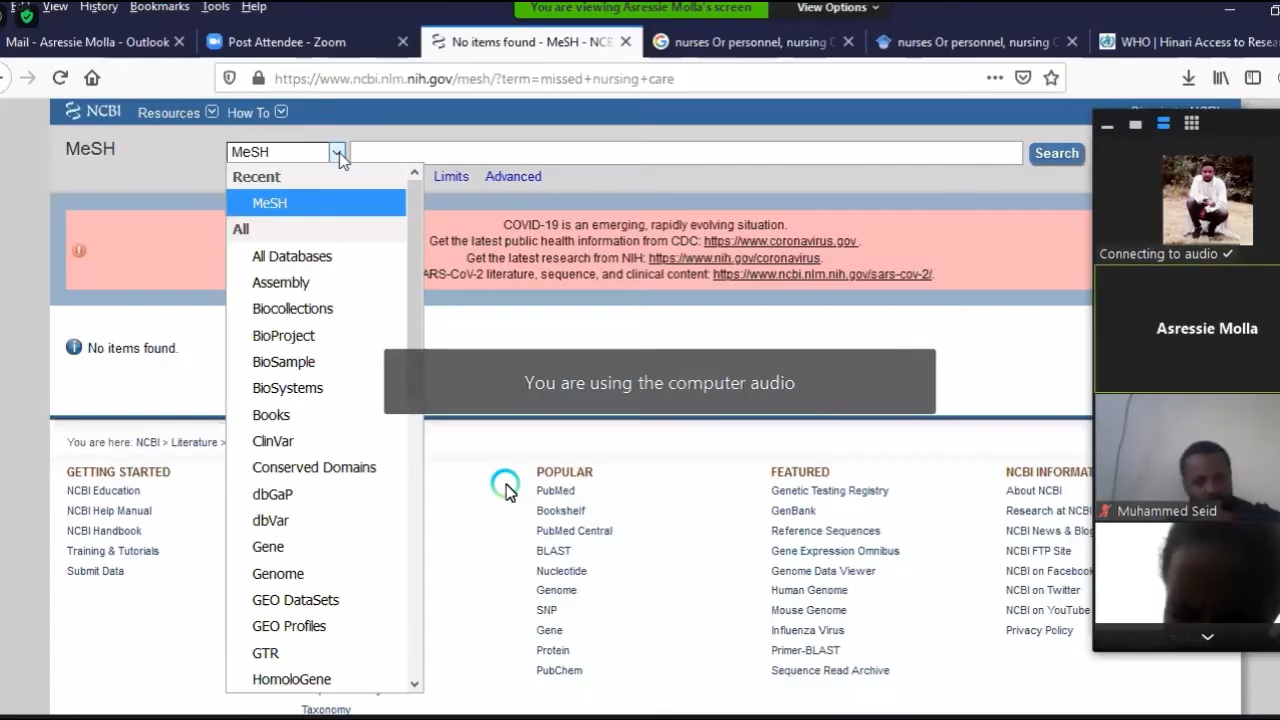 Edit View History Bookmarks Tools Help
You are viewing Asressie Molla's screen
View Options
Mail - Asressie Molla - Outlook
Post Attendee - Zoom
No items found - MeSH - NCB
nurses Or personnel, nursing
nurses Or personnel, nursing
WHO | Hinari Access to Resea
https://www.ncbi.nlm.nih.gov/mesh/?term=missed+nursing+care
NCBI Resources How To
MeSH
MeSH
Search
Limits Advanced
Recent
MeSH
All
All Databases
Assembly
Biocollections
BioProject
BioSample
BioSystems
Books
ClinVar
Conserved Domains
dbGaP
dbVar
Gene
Genome
GEO DataSets
GEO Profiles
GTR
HomoloGene
COVID-19 is an emerging, rapidly evolving situation.
Get the latest public health information from CDC: https://www.coronavirus.gov .
Get the latest research from NIH: https://www.nih.gov/coronavirus.
ARS-CoV-2 literature, sequence, and clinical content: https://www.ncbi.nlm.nih.gov/sars-cov-2/.
No items found.
You are using the computer audio
You are here: NCBI > Literature >
GETTING STARTED
NCBI Education
NCBI Help Manual
NCBI Handbook
Training & Tutorials
Submit Data
Taxonomy
POPULAR
PubMed
Bookshelf
PubMed Central
BLAST
Nucleotide
Genome
SNP
Gene
Protein
PubChem
FEATURED
Genetic Testing Registry
GenBank
Reference Sequences
Gene Expression Omnibus
Genome Data Viewer
Human Genome
Mouse Genome
Influenza Virus
Primer-BLAST
Sequence Read Archive
NCBI INFORMAT
About NCBI
Research at NCBI
NCBI News & Blog
NCBI FTP Site
NCBI on Facebook
NCBI on Twitter
NCBI on YouTube
Privacy Policy
Connecting to audio
Asressie Molla
Muhammed Seid